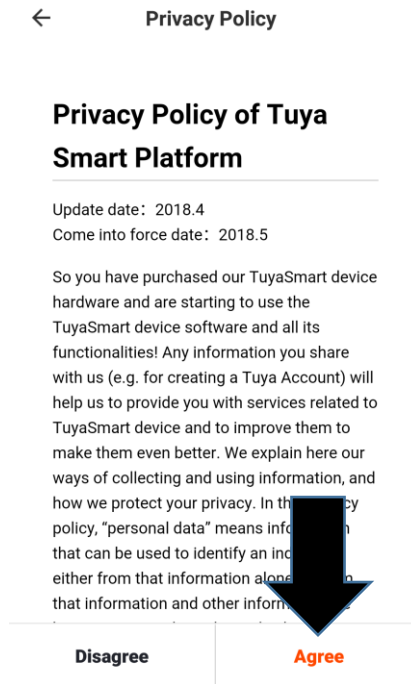 Privacy Policy
Privacy Policy of Tuya
Smart Platform
Update date： 2018.4
Come into force date： 2018.5
So you have purchased our TuyaSmart device
hardware and are starting to use the
TuyaSmart device software and all its
functionalities! Any information you share
with us (e.g. for creating a Tuya Account) will
help us to provide you with services related to
TuyaSmart device and to improve them to
make them even better. We explain here our
ways of collecting and using information, and
how we protect your privacy. In
policy, “personal data” means
that can be used to identify an
either from that information
that information and other
Disagree
Agree